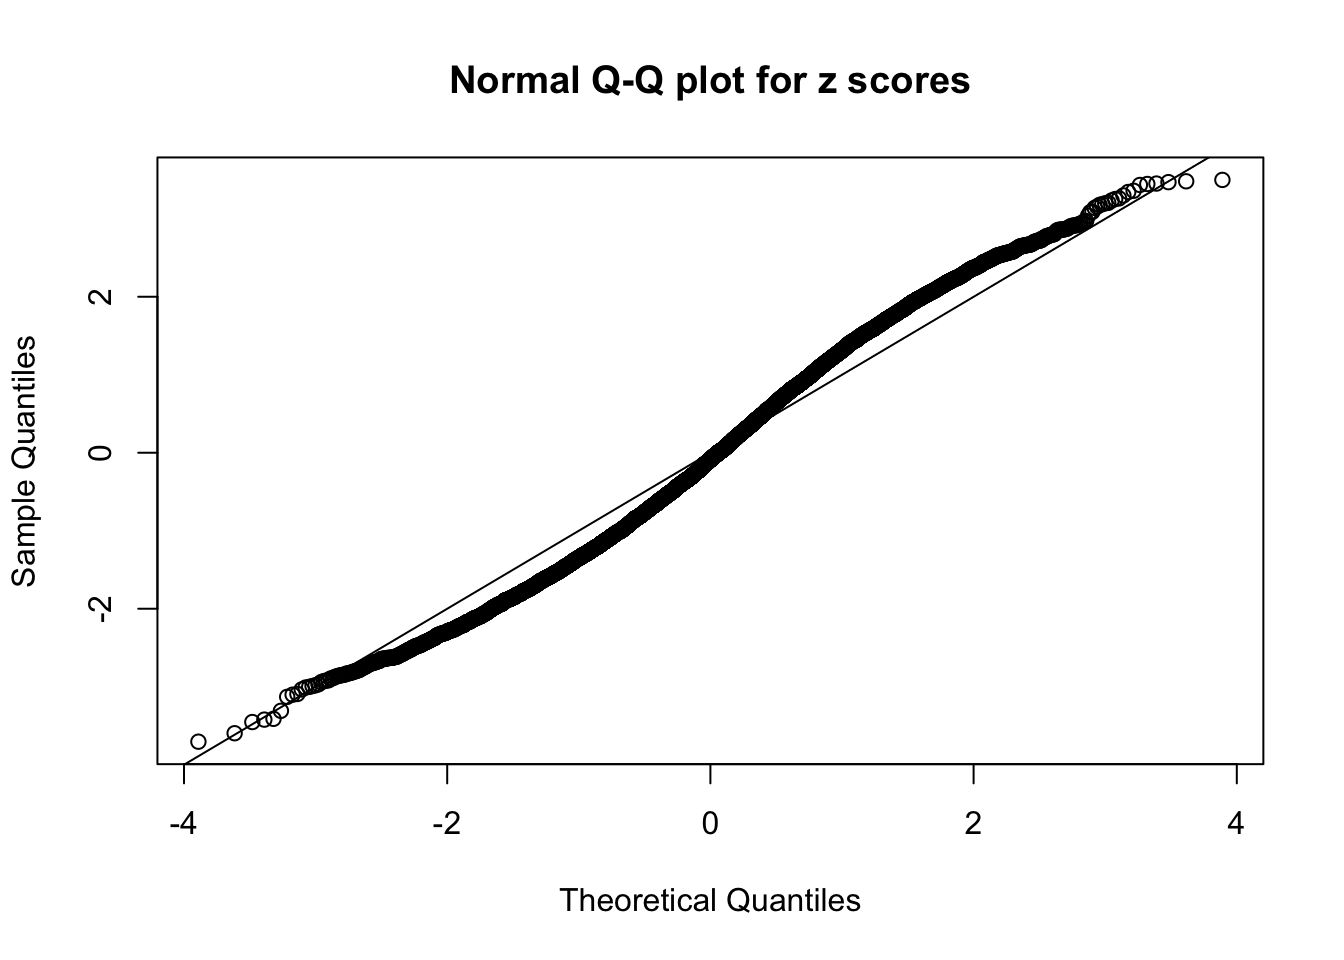 Normal Q-Q plot for z scores
Sample Quantiles
2
0
-2
-4 -2 0 2 4
Theoretical Quantiles